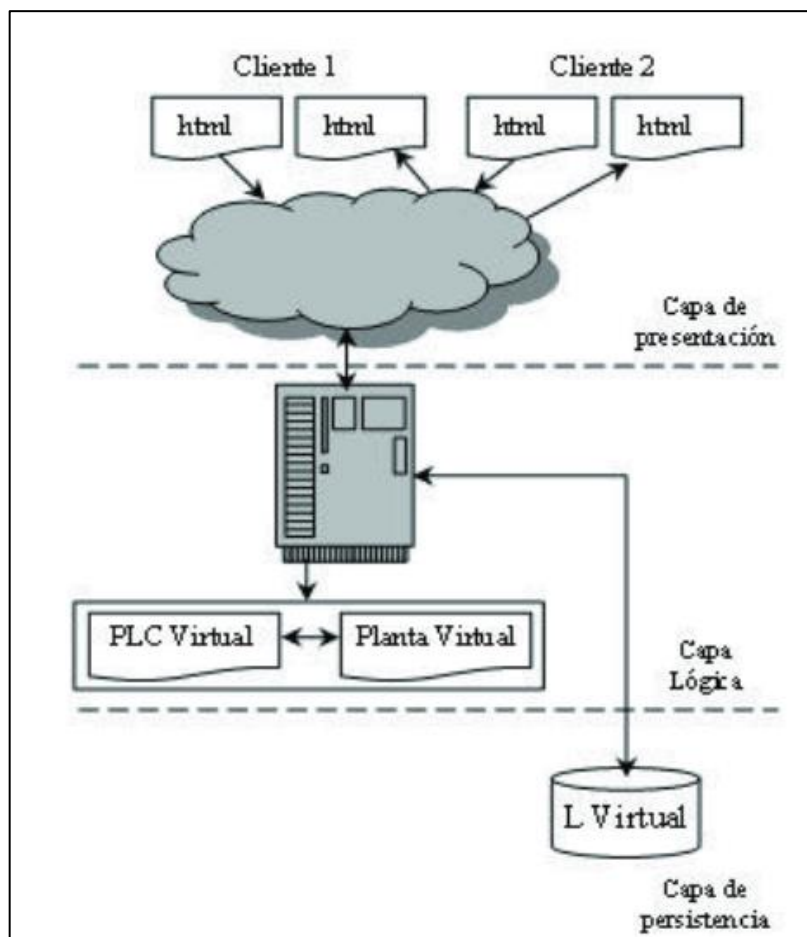 Cliente 1
Cliente 2
html
html
html
html
Capa de
presentación
PLC Virtual
Planta Virtual
Capa
Lógica
L Virtual
Capa de
persistencia